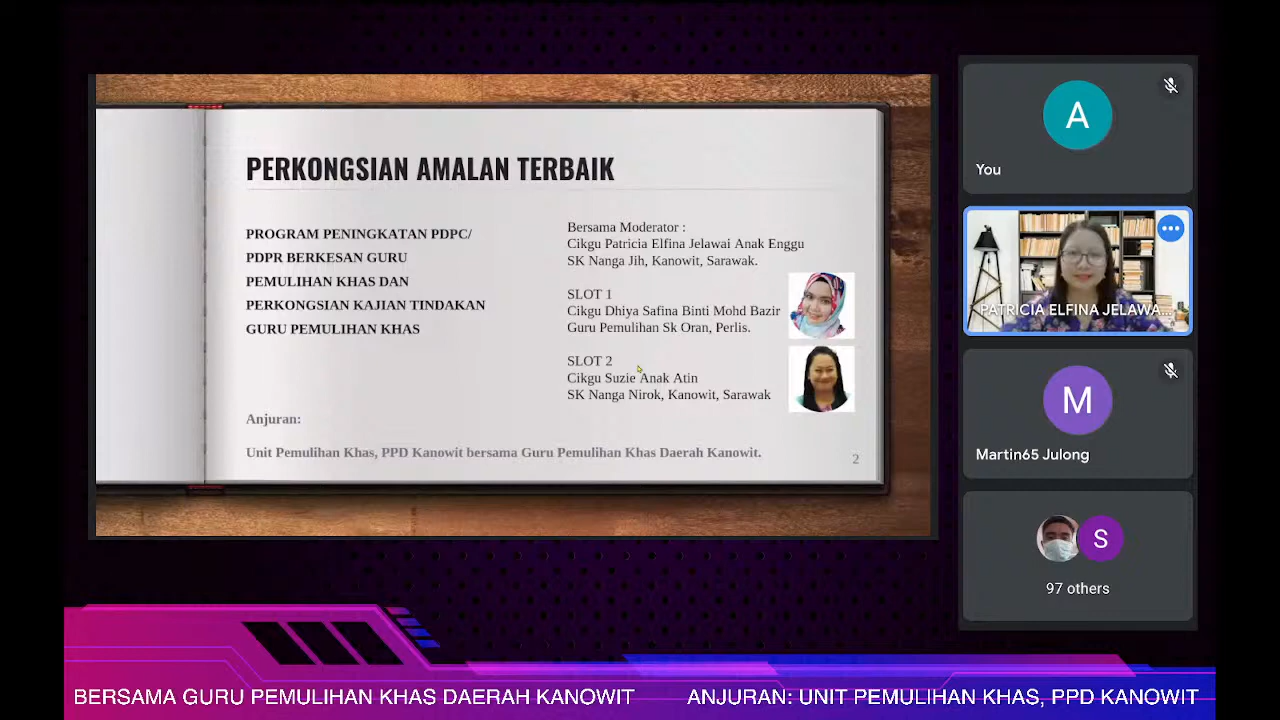 PERKONGSIAN AMALAN TERBAIK
PROGRAM PENINGKATAN PDPC/
PDPR BERKESAN GURU
PEMULIHAN KHAS DAN
PERKONGSIAN KAJIAN TINDAKAN
GURU PEMULIHAN KHAS
Bersama Moderator :
Cikgu Patricia Elfina Jelawai Anak Enggu
SK Nanga Jih, Kanowit, Sarawak.
SLOT 1
Cikgu Dhiya Safina Binti Mohd Bazir
Guru Pemulihan Sk Oran, Perlis.
SLOT 2
Cikgu Suzie Anak Atin
SK Nanga Nirok, Kanowit, Sarawak
Anjuran:
Unit Pemulihan Khas, PPD Kanowit bersama Guru Pemulihan Khas Daerah Kanowit.
2
A
You
PATRICIA ELFINA JELAWA...
M
Martin65 Julong
S
97 others
BERSAMA GURU PEMULIHAN KHAS DAERAH KANOWIT
ANJURAN: UNIT PEMULIHAN KHAS, PPD KANOWIT